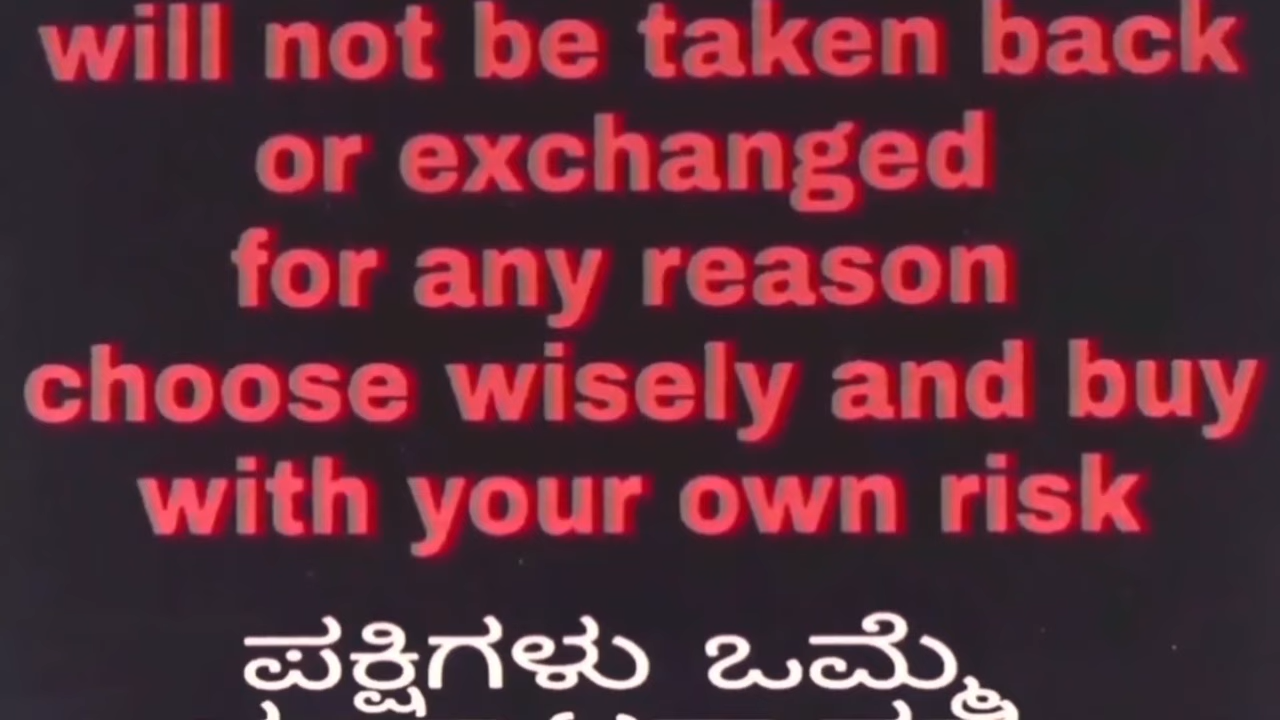 will not be taken back
or exchanged
for any reason
choose wisely and buy
with your own risk
ಪಕ್ಷಿಗಳು ಒಮ್ಮೆ